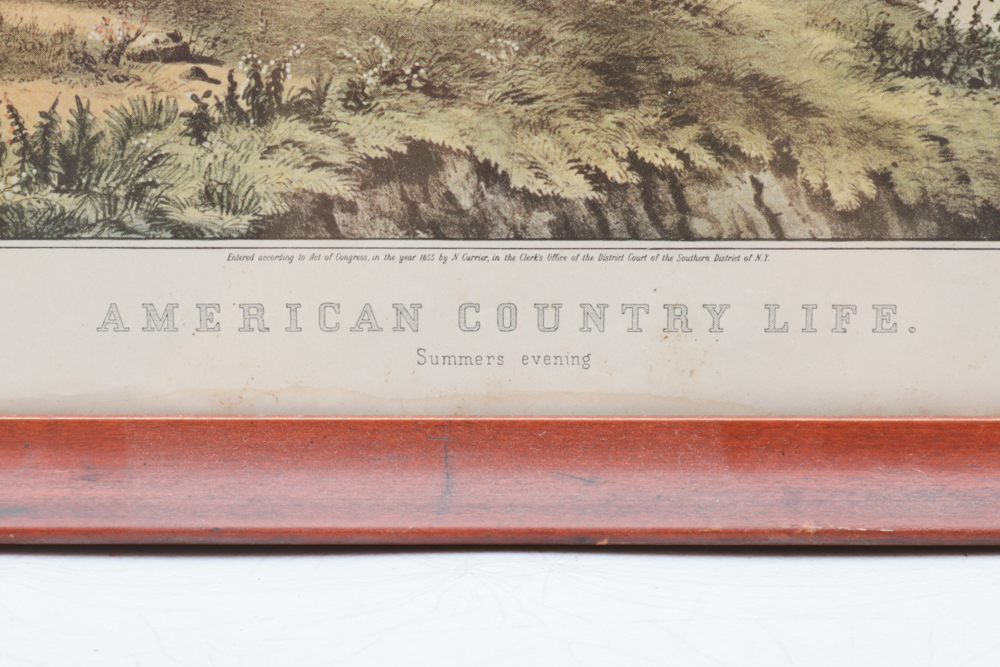 Entered according to Act of Congress, in the year 1855 by N. Currier, in the Clerk's Office of the District Court of the Southern District of N.Y.
AMERICAN COUNTRY LIFE.
Summers evening